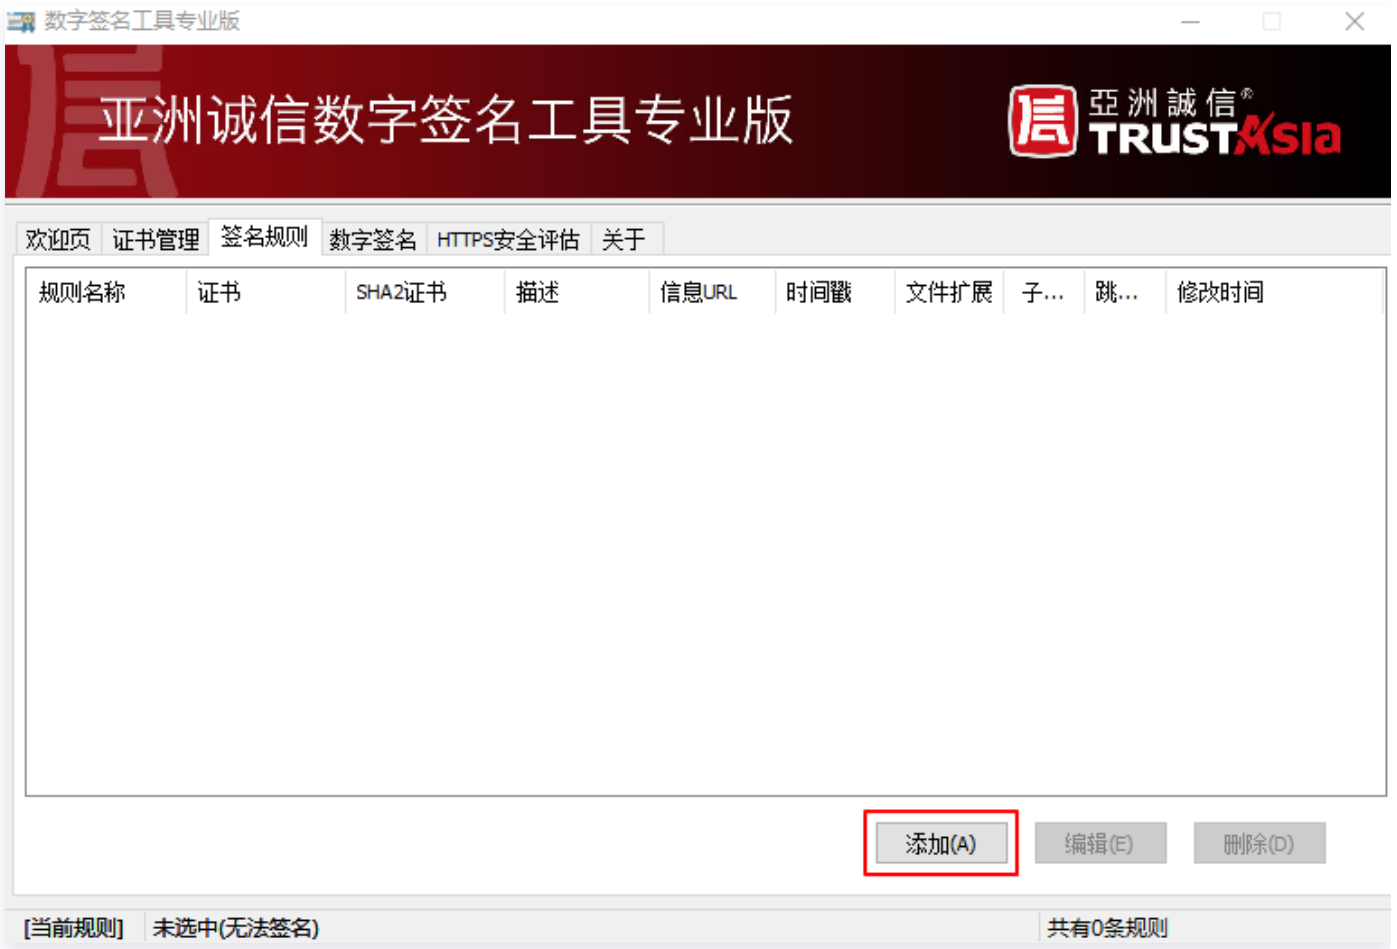 数字签名工具专业版
亚洲诚信数字签名工具专业版
亞洲誠信®
TRUSTAsia
欢迎页 证书管理 签名规则 数字签名 HTTPS安全评估 关于
规则名称 证书 SHA2证书 描述 信息URL 时间戳 文件扩展 子... 跳... 修改时间
添加(A) 编辑(E) 删除(D)
[当前规则] 未选中(无法签名) 共有0条规则